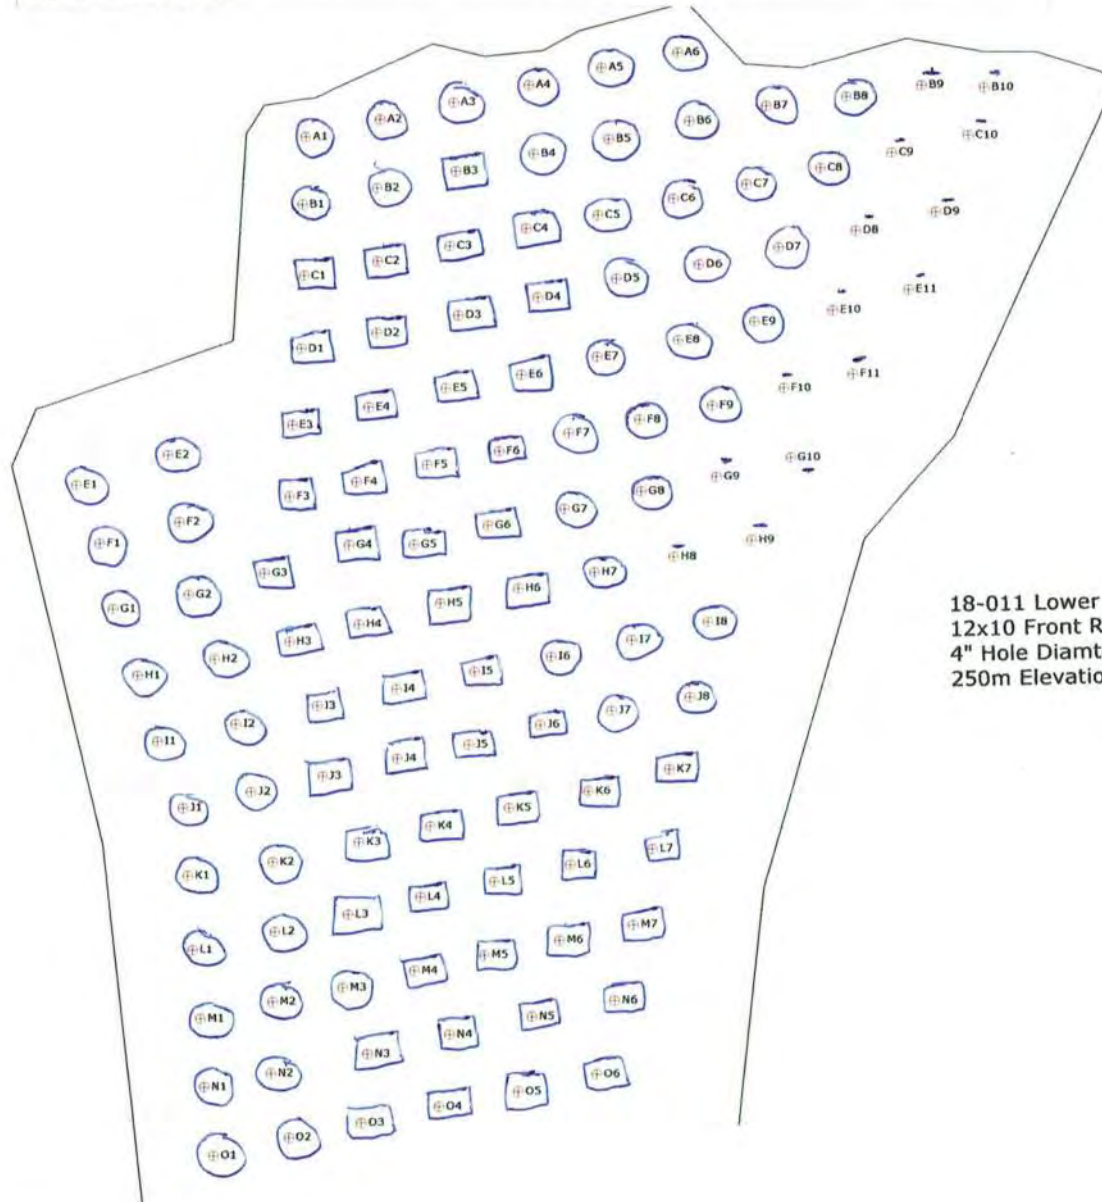 A1 A2 A3 A4 A5 A6
B1 B2 B3 B4 B5 B6 B7 B8 B9 B10
C1 C2 C3 C4 C5 C6 C7 C8 C9 C10
D1 D2 D3 D4 D5 D6 D7 D8 D9
E1 E2 E3 E4 E5 E6 E7 E8 E9 E10 E11
F1 F2 F3 F4 F5 F6 F7 F8 F9 F10 F11
G1 G2 G3 G4 G5 G6 G7 G8 G9 G10
H1 H2 H3 H4 H5 H6 H7 H8 H9
I1 I2 I3 I4 I5 I6 I7 I8
J1 J2 J3 J4 J5 J6 J7 J8
K1 K2 K3 K4 K5 K6 K7
L1 L2 L3 L4 L5 L6 L7
M1 M2 M3 M4 M5 M6 M7
N1 N2 N3 N4 N5 N6
O1 O2 O3 O4 O5 O6
18-011 Lower
12x10 Front R
4" Hole Diamt
250m Elevatio